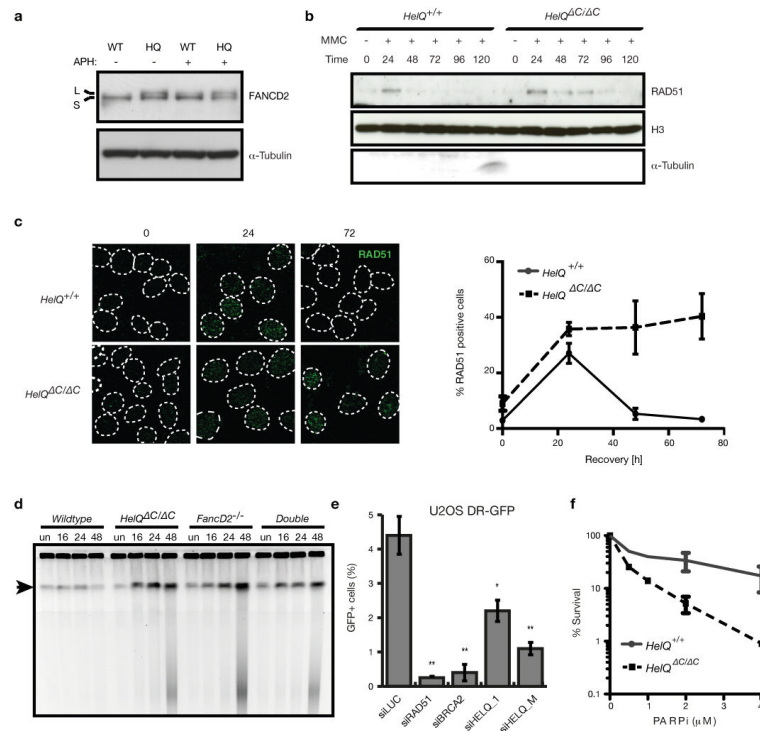 a
WT HQ WT HQ
APH: - - + +
L
S
FANCD2
α-Tubulin
b
HelQ+/+ HelQΔC/ΔC
MMC - + + + + + - + + + + +
Time 0 24 48 72 96 120 0 24 48 72 96 120
RAD51
H3
α-Tubulin
c
0 24 72
RAD51
HelQ+/+
HelQΔC/ΔC
HelQ +/+
HelQ ΔC/ΔC
% RAD51 positive cells
60
40
20
0
0 20 40 60 80
Recovery [h]
d
Wildtype HelQΔC/ΔC FancD2-/- Double
un 16 24 48 un 16 24 48 un 16 24 48 un 16 24 48
e
U2OS DR-GFP
GFP+ cells (%)
5
4
3
2
1
0
** ** * **
siLUC siRAD51 siBRCA2 siHELQ_1 siHELQ_M
f
% Survival
100
10
1
0.1
HelQ+/+
HelQΔC/ΔC
0 2 4
PARPi (μM)